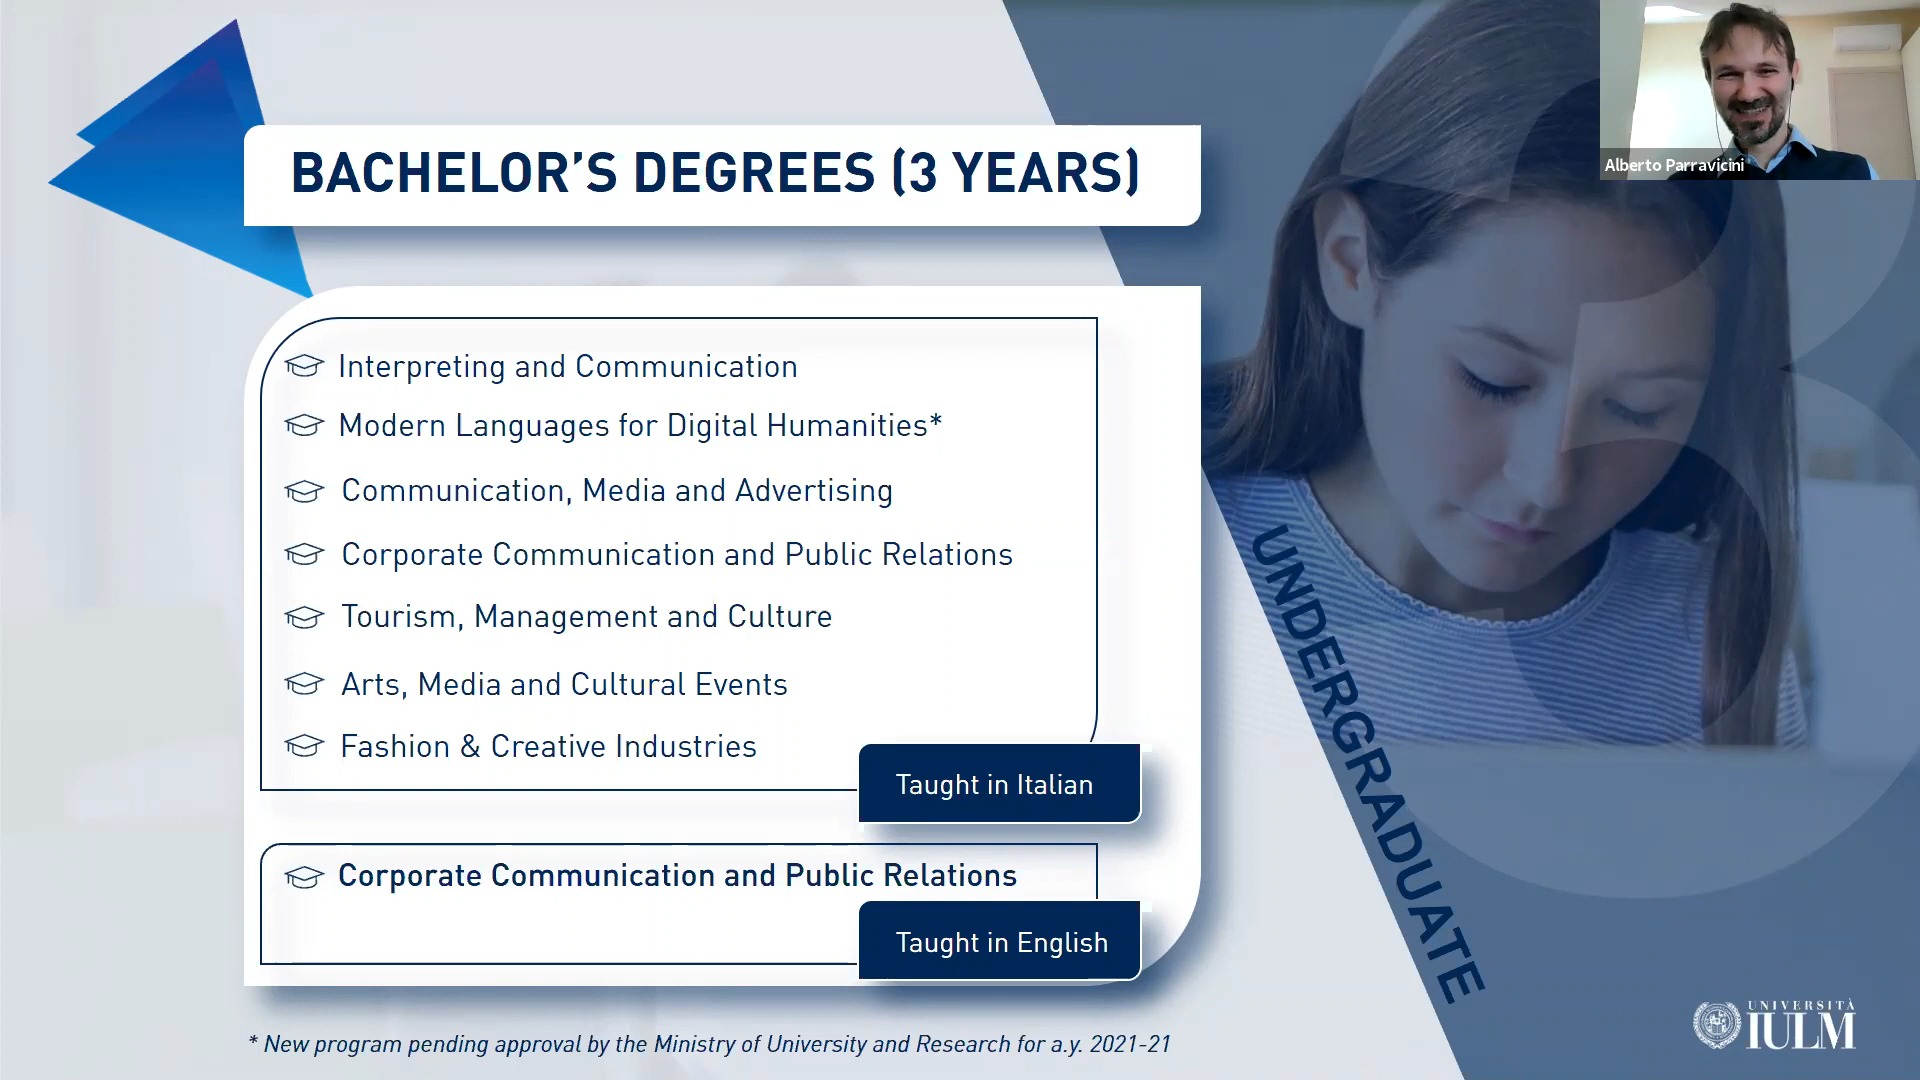 BACHELOR’S DEGREES (3 YEARS)
Alberto Parravicini
Interpreting and Communication
Modern Languages for Digital Humanities*
Communication, Media and Advertising
Corporate Communication and Public Relations
Tourism, Management and Culture
Arts, Media and Cultural Events
Fashion & Creative Industries
Taught in Italian
Corporate Communication and Public Relations
Taught in English
UNDERGRADUATE
* New program pending approval by the Ministry of University and Research for a.y. 2021-21
UNIVERSITÀ
IULM